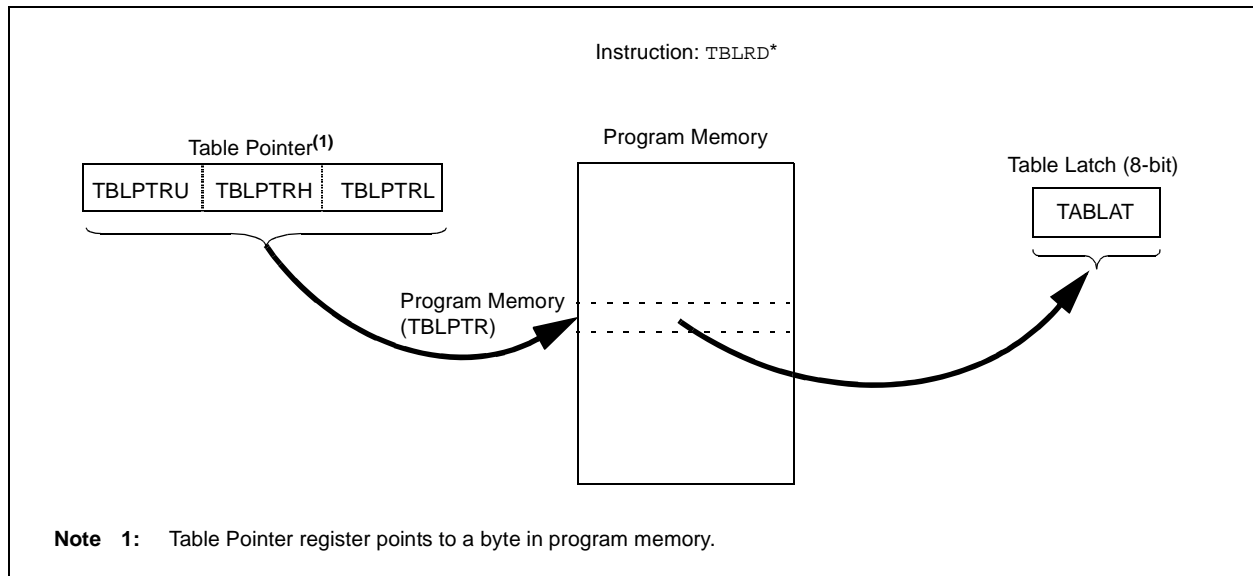 Instruction: TBLRD*
Table Pointer(1)
TBLPTRU TBLPTRH TBLPTRL
Program Memory
Table Latch (8-bit)
TABLAT
Program Memory
(TBLPTR)
Note 1: Table Pointer register points to a byte in program memory.